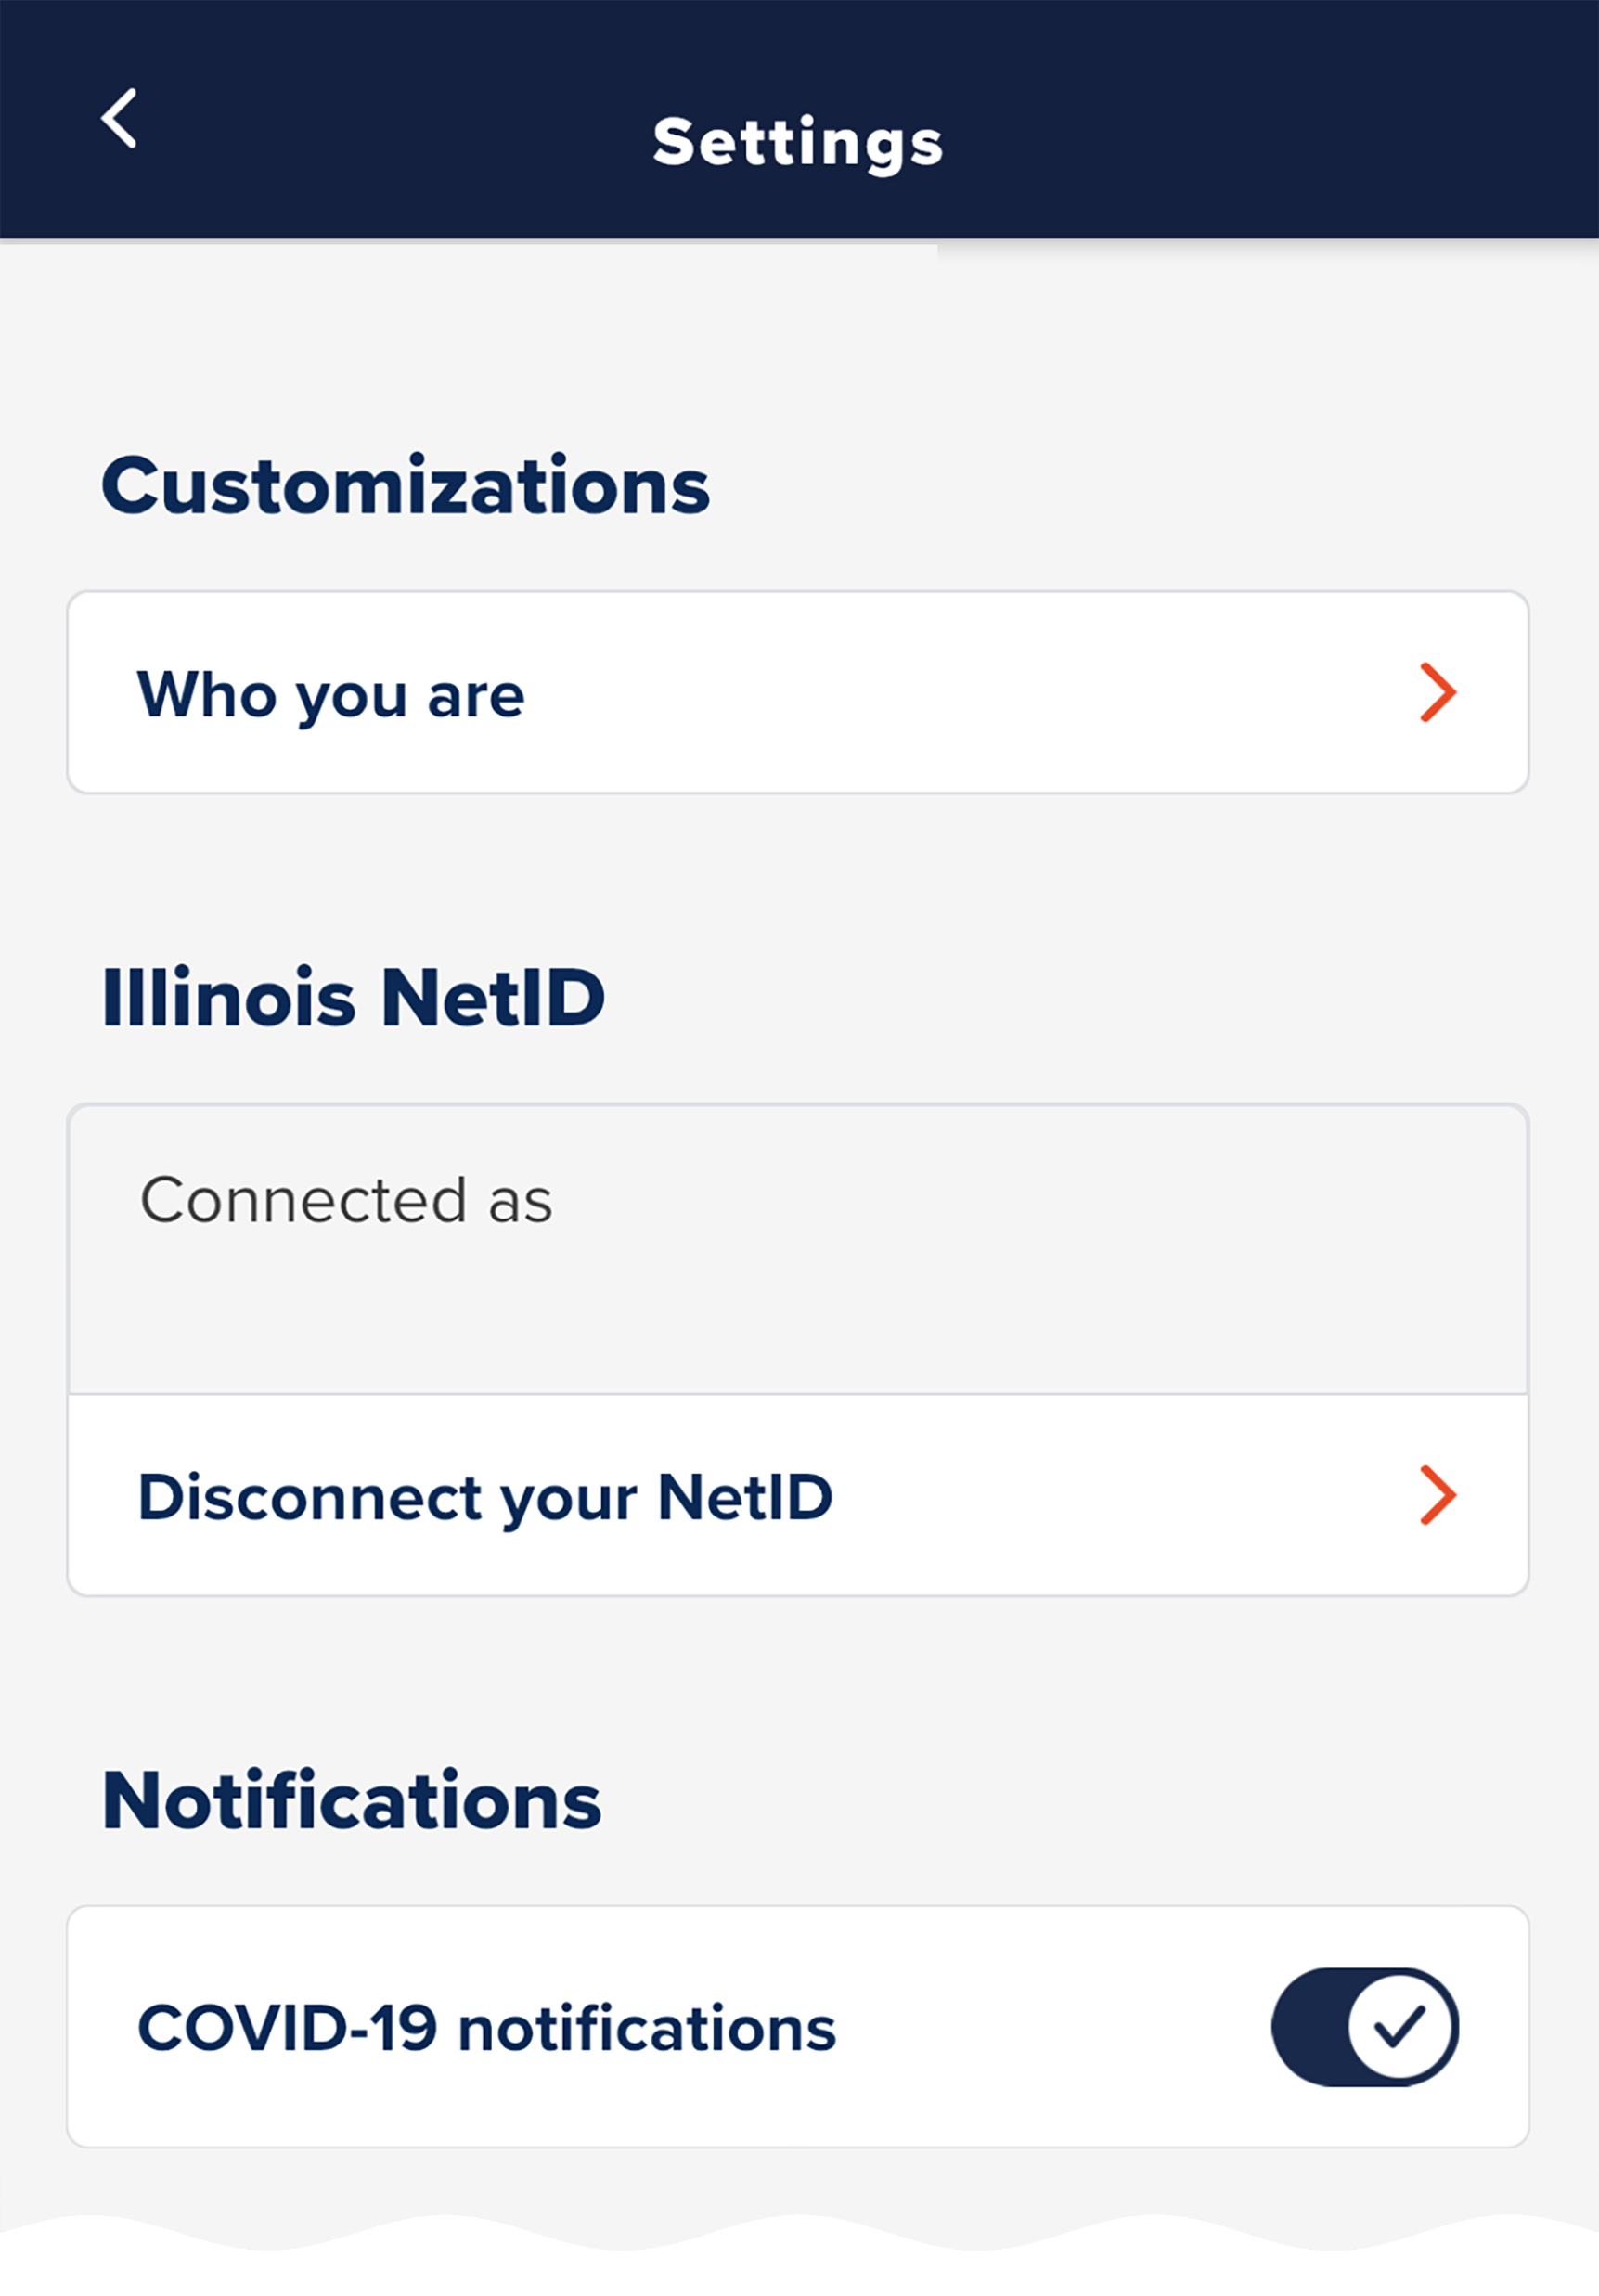 Settings
Customizations
Who you are
Illinois NetID
Connected as
Disconnect your NetID
Notifications
COVID-19 notifications